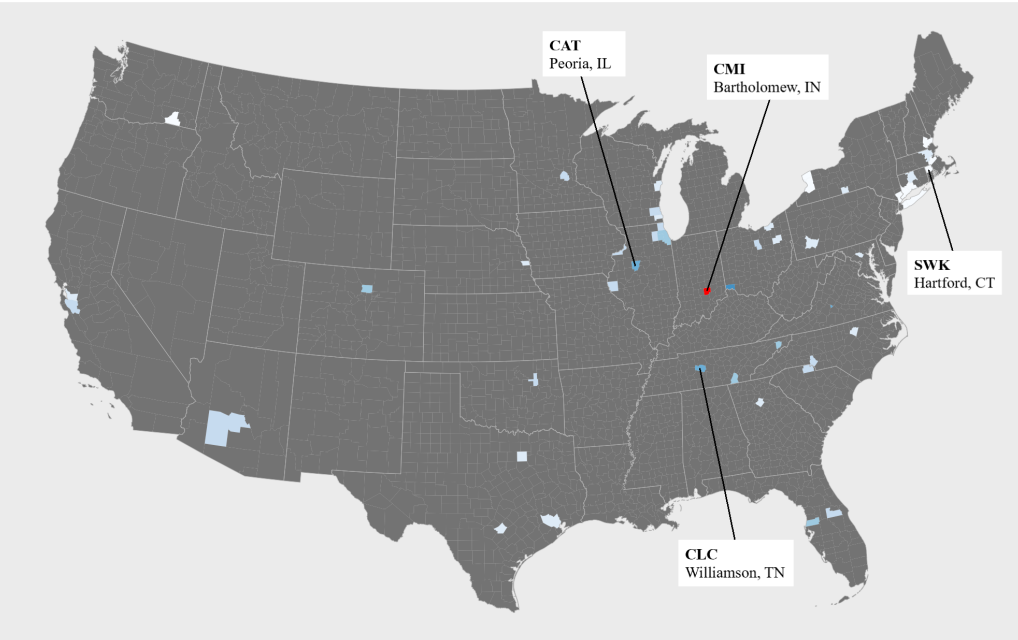 CAT
Peoria, IL
CMI
Bartholomew, IN
SWK
Hartford, CT
CLC
Williamson, TN